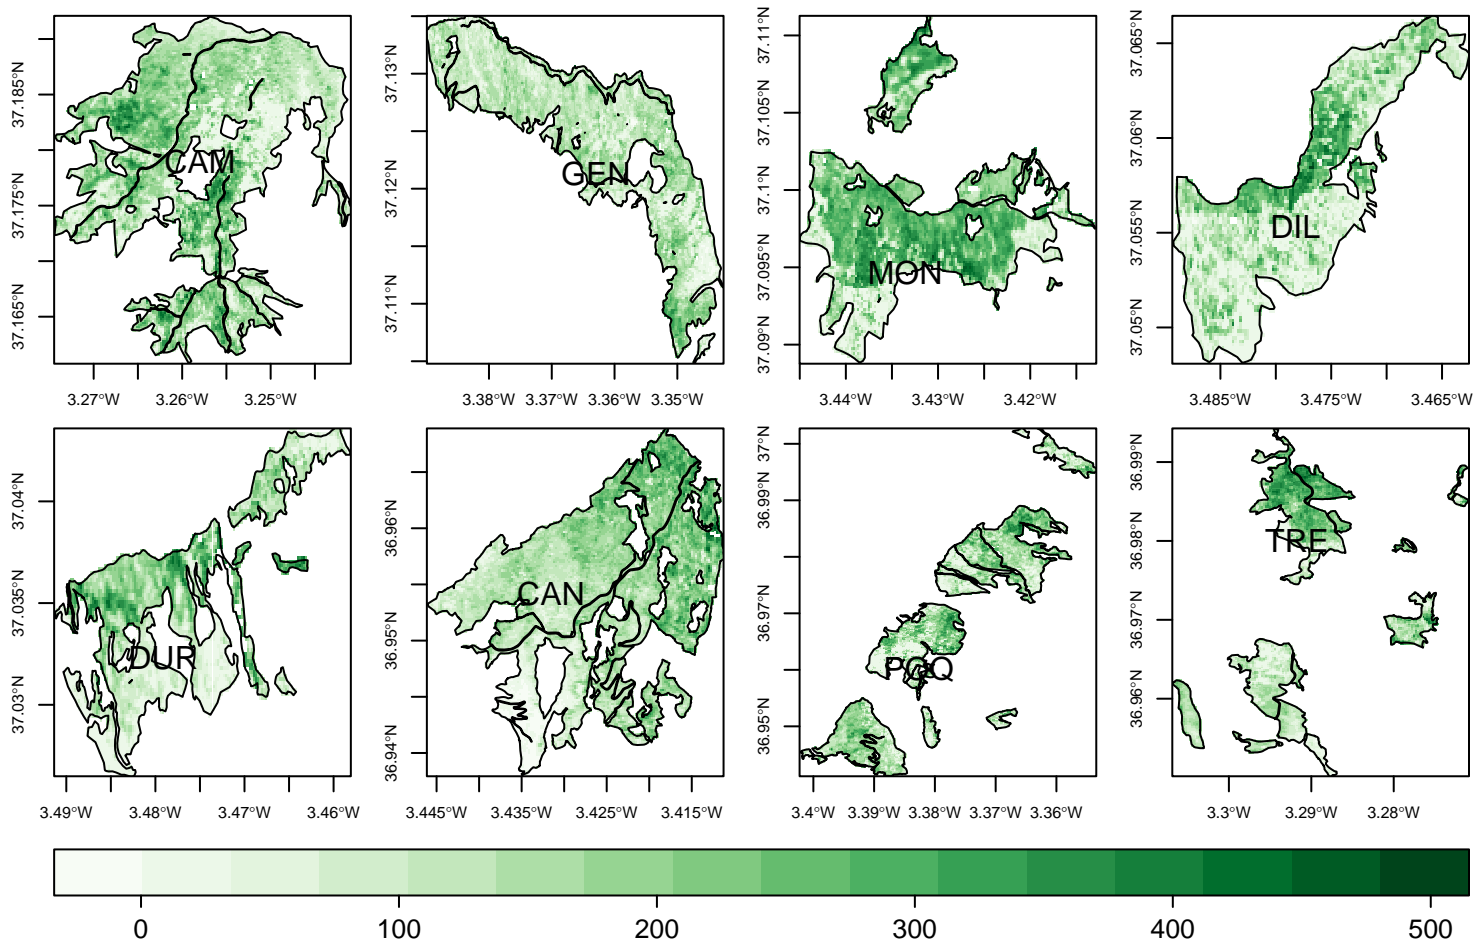 37.185°N
37.175°N
37.165°N
CAM
3.27°W 3.26°W 3.25°W
37.13°N
37.12°N
37.11°N
GEN
3.38°W 3.37°W 3.36°W 3.35°W
37.11°N
37.105°N
37.1°N
37.095°N
37.09°N
MON
3.44°W 3.43°W 3.42°W
37.065°N
37.06°N
37.055°N
37.05°N
DIL
3.485°W 3.475°W 3.465°W
37.04°N
37.035°N
37.03°N
DUR
3.49°W 3.48°W 3.47°W 3.46°W
36.96°N
36.95°N
36.94°N
CAN
3.445°W 3.435°W 3.425°W 3.415°W
37°N
36.99°N
36.97°N
36.95°N
POQ
3.4°W 3.39°W 3.38°W 3.37°W 3.36°W
36.99°N
36.98°N
36.97°N
36.96°N
TRE
3.3°W 3.29°W 3.28°W
0 100 200 300 400 500